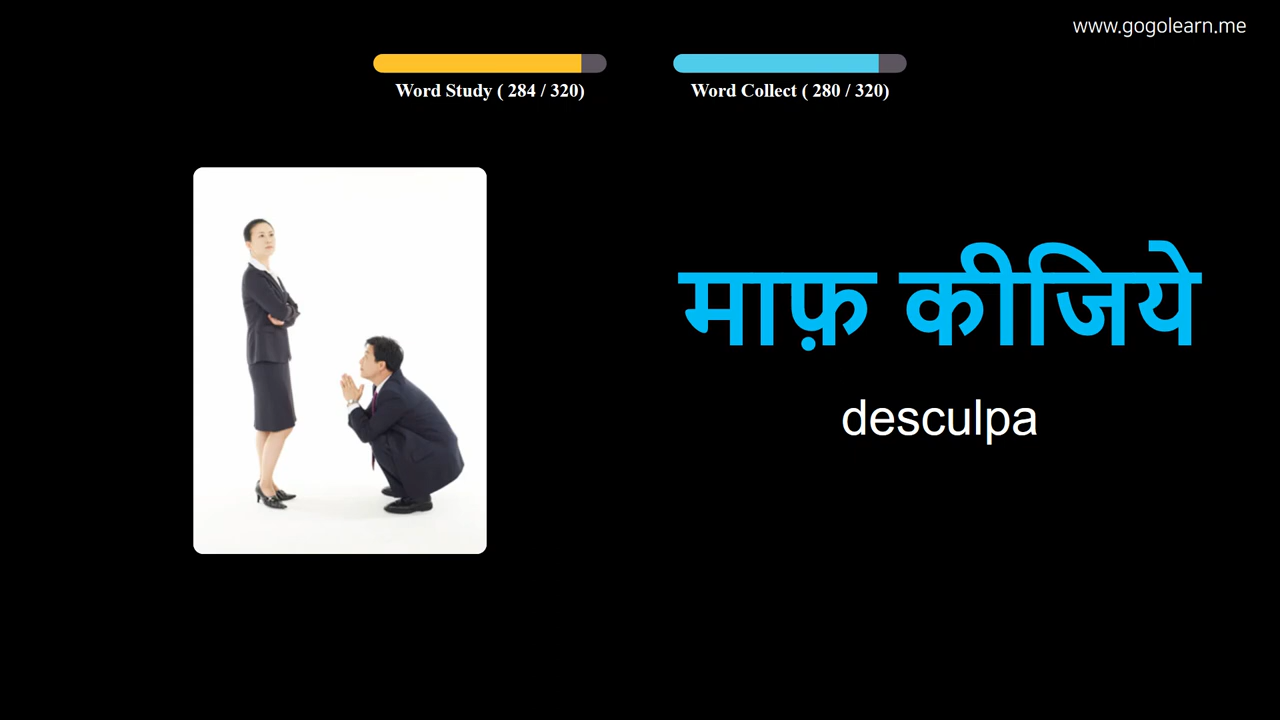 www.gogolearn.me
Word Study ( 284 / 320)
Word Collect ( 280 / 320)
माफ़ कीजिये
desculpa